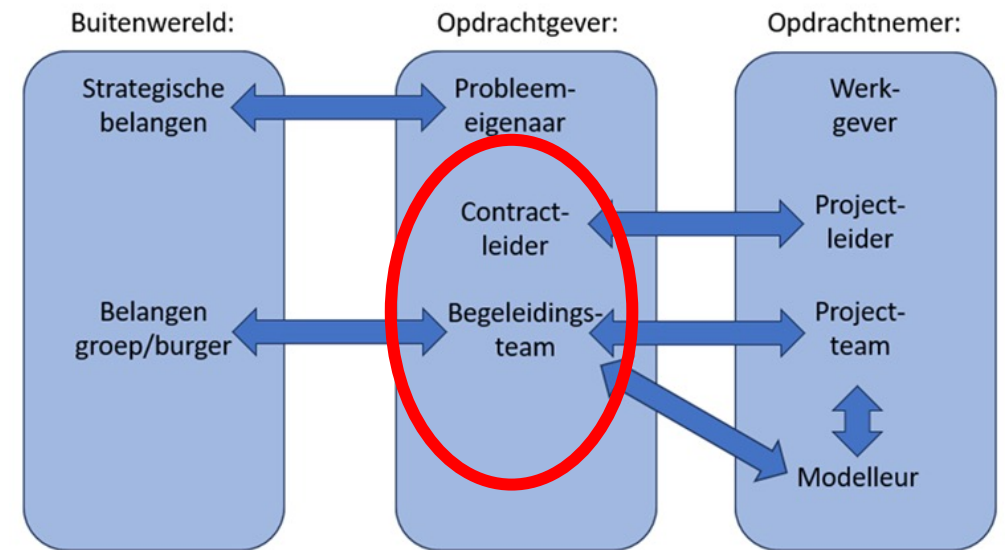 Buitenwereld:
Opdrachtgever:
Opdrachtnemer:
Strategische
belangen
Probleem-
eigenaar
Werk-
gever
Contract-
leider
Project-
leider
Belangen
groep/burger
Begeleidings-
team
Project-
team
Modelleur